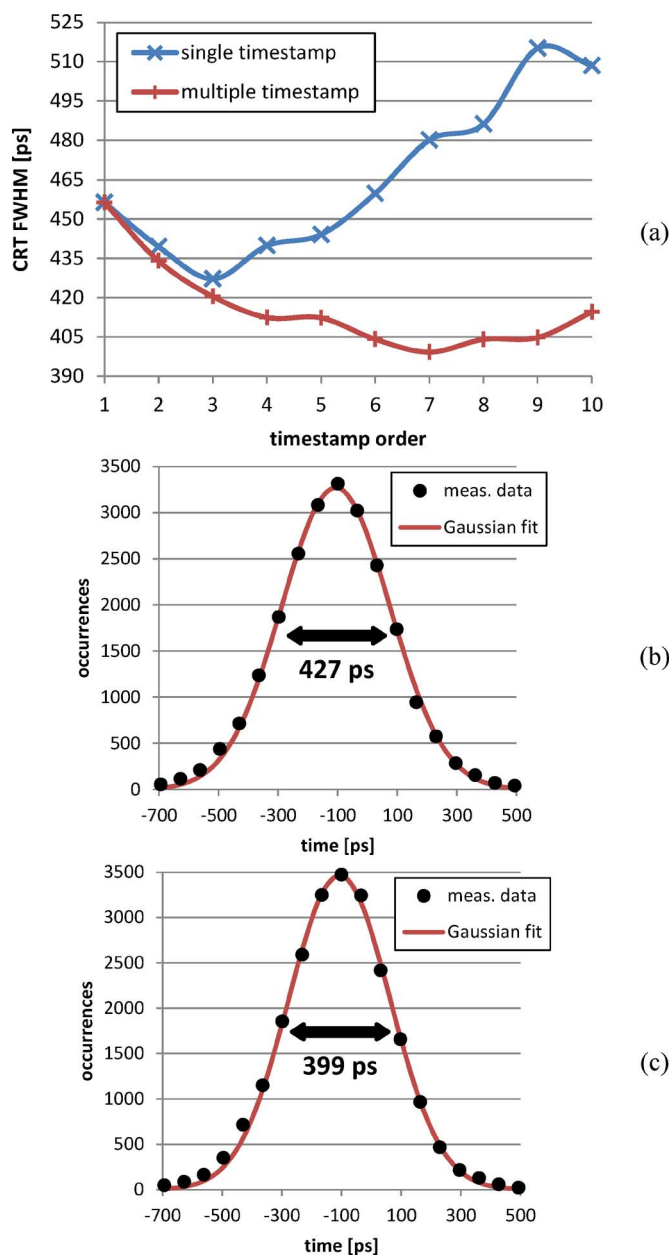 525
510
495
480
465
450
435
420
405
390
CRT FWHM [ps]
single timestamp
multiple timestamp
1 2 3 4 5 6 7 8 9 10
timestamp order
(a)
3500
3000
2500
2000
1500
1000
500
0
occurrences
meas. data
Gaussian fit
427 ps
-700 -500 -300 -100 100 300 500
time [ps]
(b)
3500
3000
2500
2000
1500
1000
500
0
occurrences
meas. data
Gaussian fit
399 ps
-700 -500 -300 -100 100 300 500
time [ps]
(c)